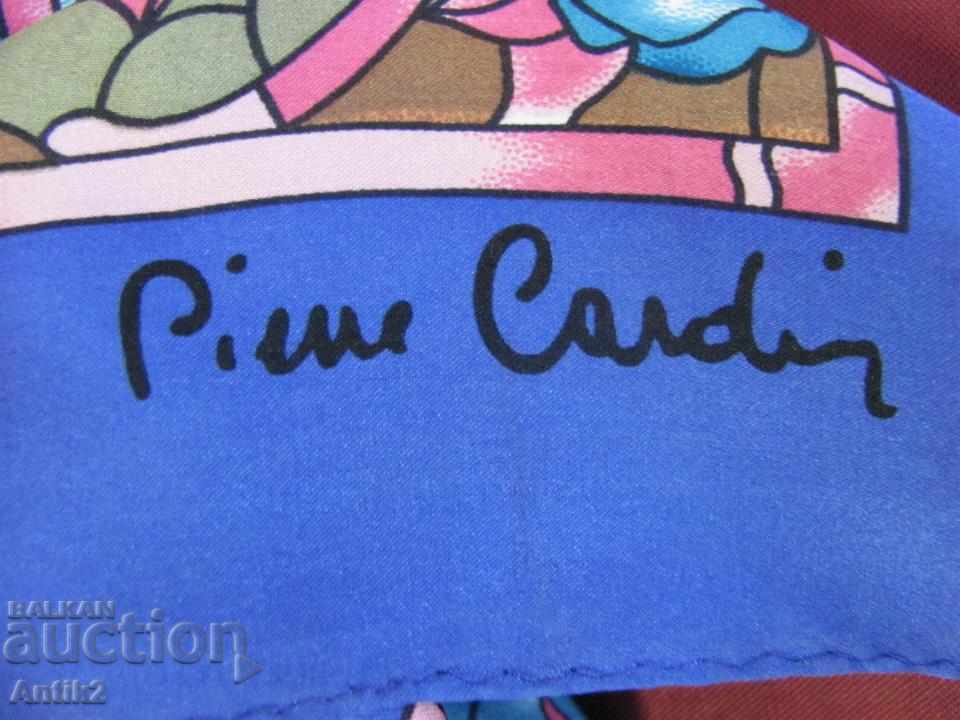 Pierre Cardin
BALKAN
auction
Antik2